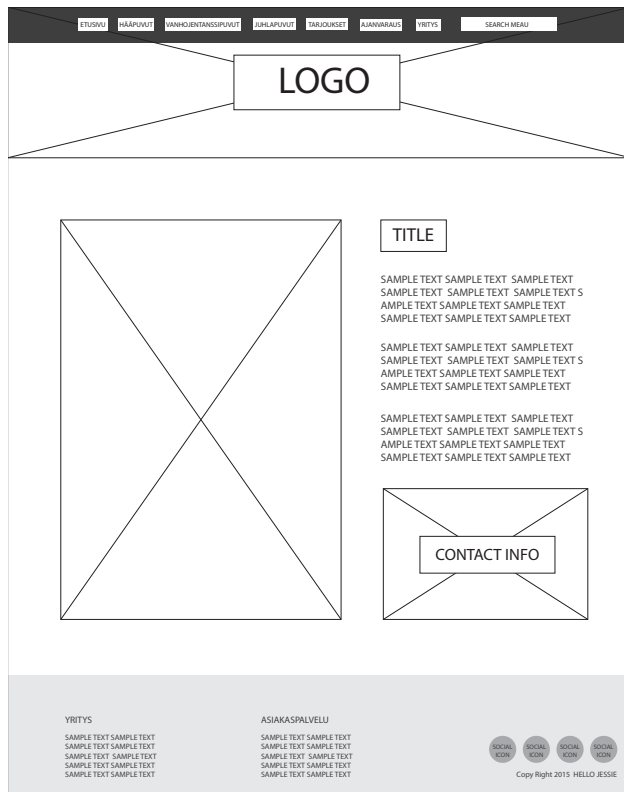 ETUSIVU HÄÄPUVUT VANHOJENTANSSIPUVUT JUHLAPUVUT TARJOUKSET AJANVARAUS YRITYS SEARCH MEAU
LOGO
TITLE
SAMPLE TEXT SAMPLE TEXT SAMPLE TEXT
SAMPLE TEXT SAMPLE TEXT SAMPLE TEXT S
AMPLE TEXT SAMPLE TEXT SAMPLE TEXT
SAMPLE TEXT SAMPLE TEXT SAMPLE TEXT
SAMPLE TEXT SAMPLE TEXT SAMPLE TEXT
SAMPLE TEXT SAMPLE TEXT SAMPLE TEXT S
AMPLE TEXT SAMPLE TEXT SAMPLE TEXT
SAMPLE TEXT SAMPLE TEXT SAMPLE TEXT
SAMPLE TEXT SAMPLE TEXT SAMPLE TEXT
SAMPLE TEXT SAMPLE TEXT SAMPLE TEXT S
AMPLE TEXT SAMPLE TEXT SAMPLE TEXT
SAMPLE TEXT SAMPLE TEXT SAMPLE TEXT
CONTACT INFO
YRITYS
SAMPLE TEXT SAMPLE TEXT
SAMPLE TEXT SAMPLE TEXT
SAMPLE TEXT SAMPLE TEXT
SAMPLE TEXT SAMPLE TEXT
SAMPLE TEXT SAMPLE TEXT
ASIAKASPALVELU
SAMPLE TEXT SAMPLE TEXT
SAMPLE TEXT SAMPLE TEXT
SAMPLE TEXT SAMPLE TEXT
SAMPLE TEXT SAMPLE TEXT
SAMPLE TEXT SAMPLE TEXT
SOCIAL SOCIAL SOCIAL SOCIAL
ICON ICON ICON ICON
Copy Right 2015 HELLO JESSIE